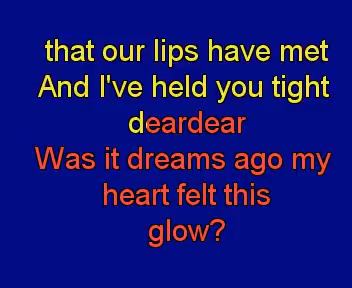 that our lips have met
And I've held you tight
deardear
Was it dreams ago my
heart felt this
glow?